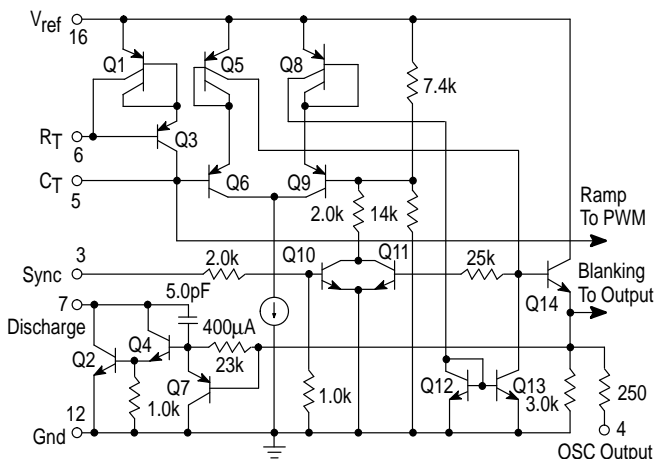 Vref
16
Q1
Q5
Q8
7.4k
RT
6
Q3
CT
5
Q6
Q9
2.0k
14k
Ramp
To PWM
3
Sync
2.0k
Q10
Q11
25k
Q14
Blanking
To Output
7
Discharge
5.0pF
400µA
Q2
Q4
23k
Q7
1.0k
1.0k
Q12
Q13
3.0k
250
12
Gnd
4
OSC Output